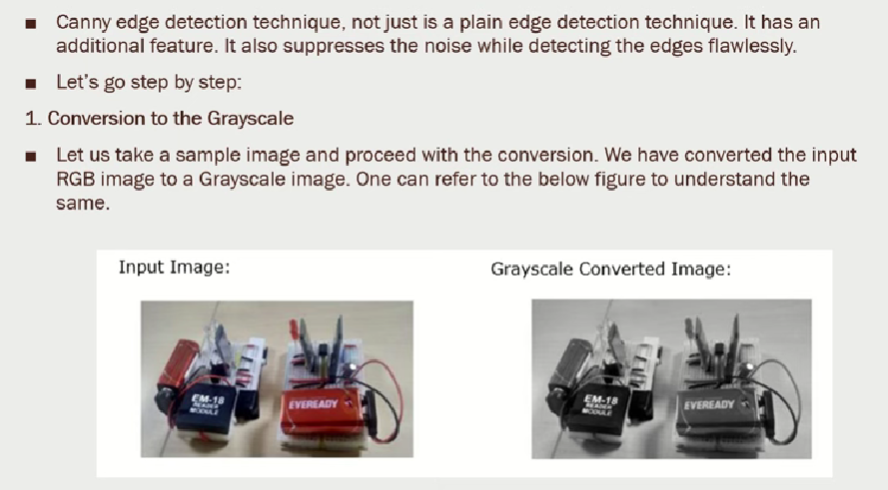 Canny edge detection technique, not just is a plain edge detection technique. It has an
additional feature. It also suppresses the noise while detecting the edges flawlessly.
Let's go step by step:
1. Conversion to the Grayscale
Let us take a sample image and proceed with the conversion. We have converted the input
RGB image to a Grayscale image. One can refer to the below figure to understand the
same.
Input Image:
Grayscale Converted Image:
EM-18
READER
MODULE
EVEREADY
EM-18
READER
MODULE
EVEREADY